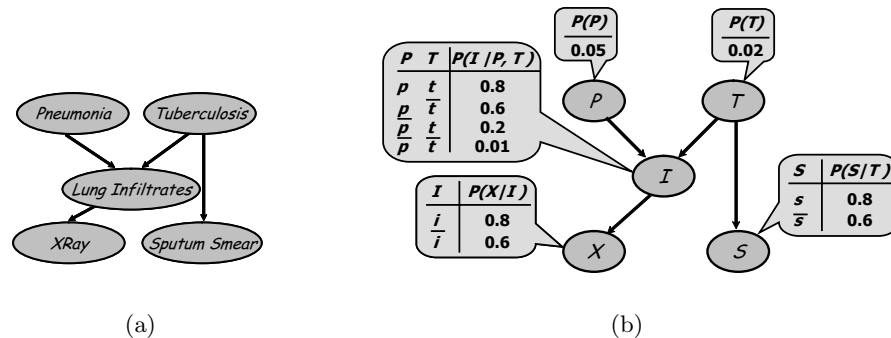 Pneumonia
Tuberculosis
Lung Infiltrates
XRay
Sputum Smear
(a)
P(P)
0.05
P(T)
0.02
P T P(I |P, T )
p t 0.8
p t̅ 0.6
p̅ t 0.2
p̅ t̅ 0.01
P
T
I
I P(X|I )
i 0.8
i̅ 0.6
S P(S|T )
s 0.8
s̅ 0.6
X
S
(b)